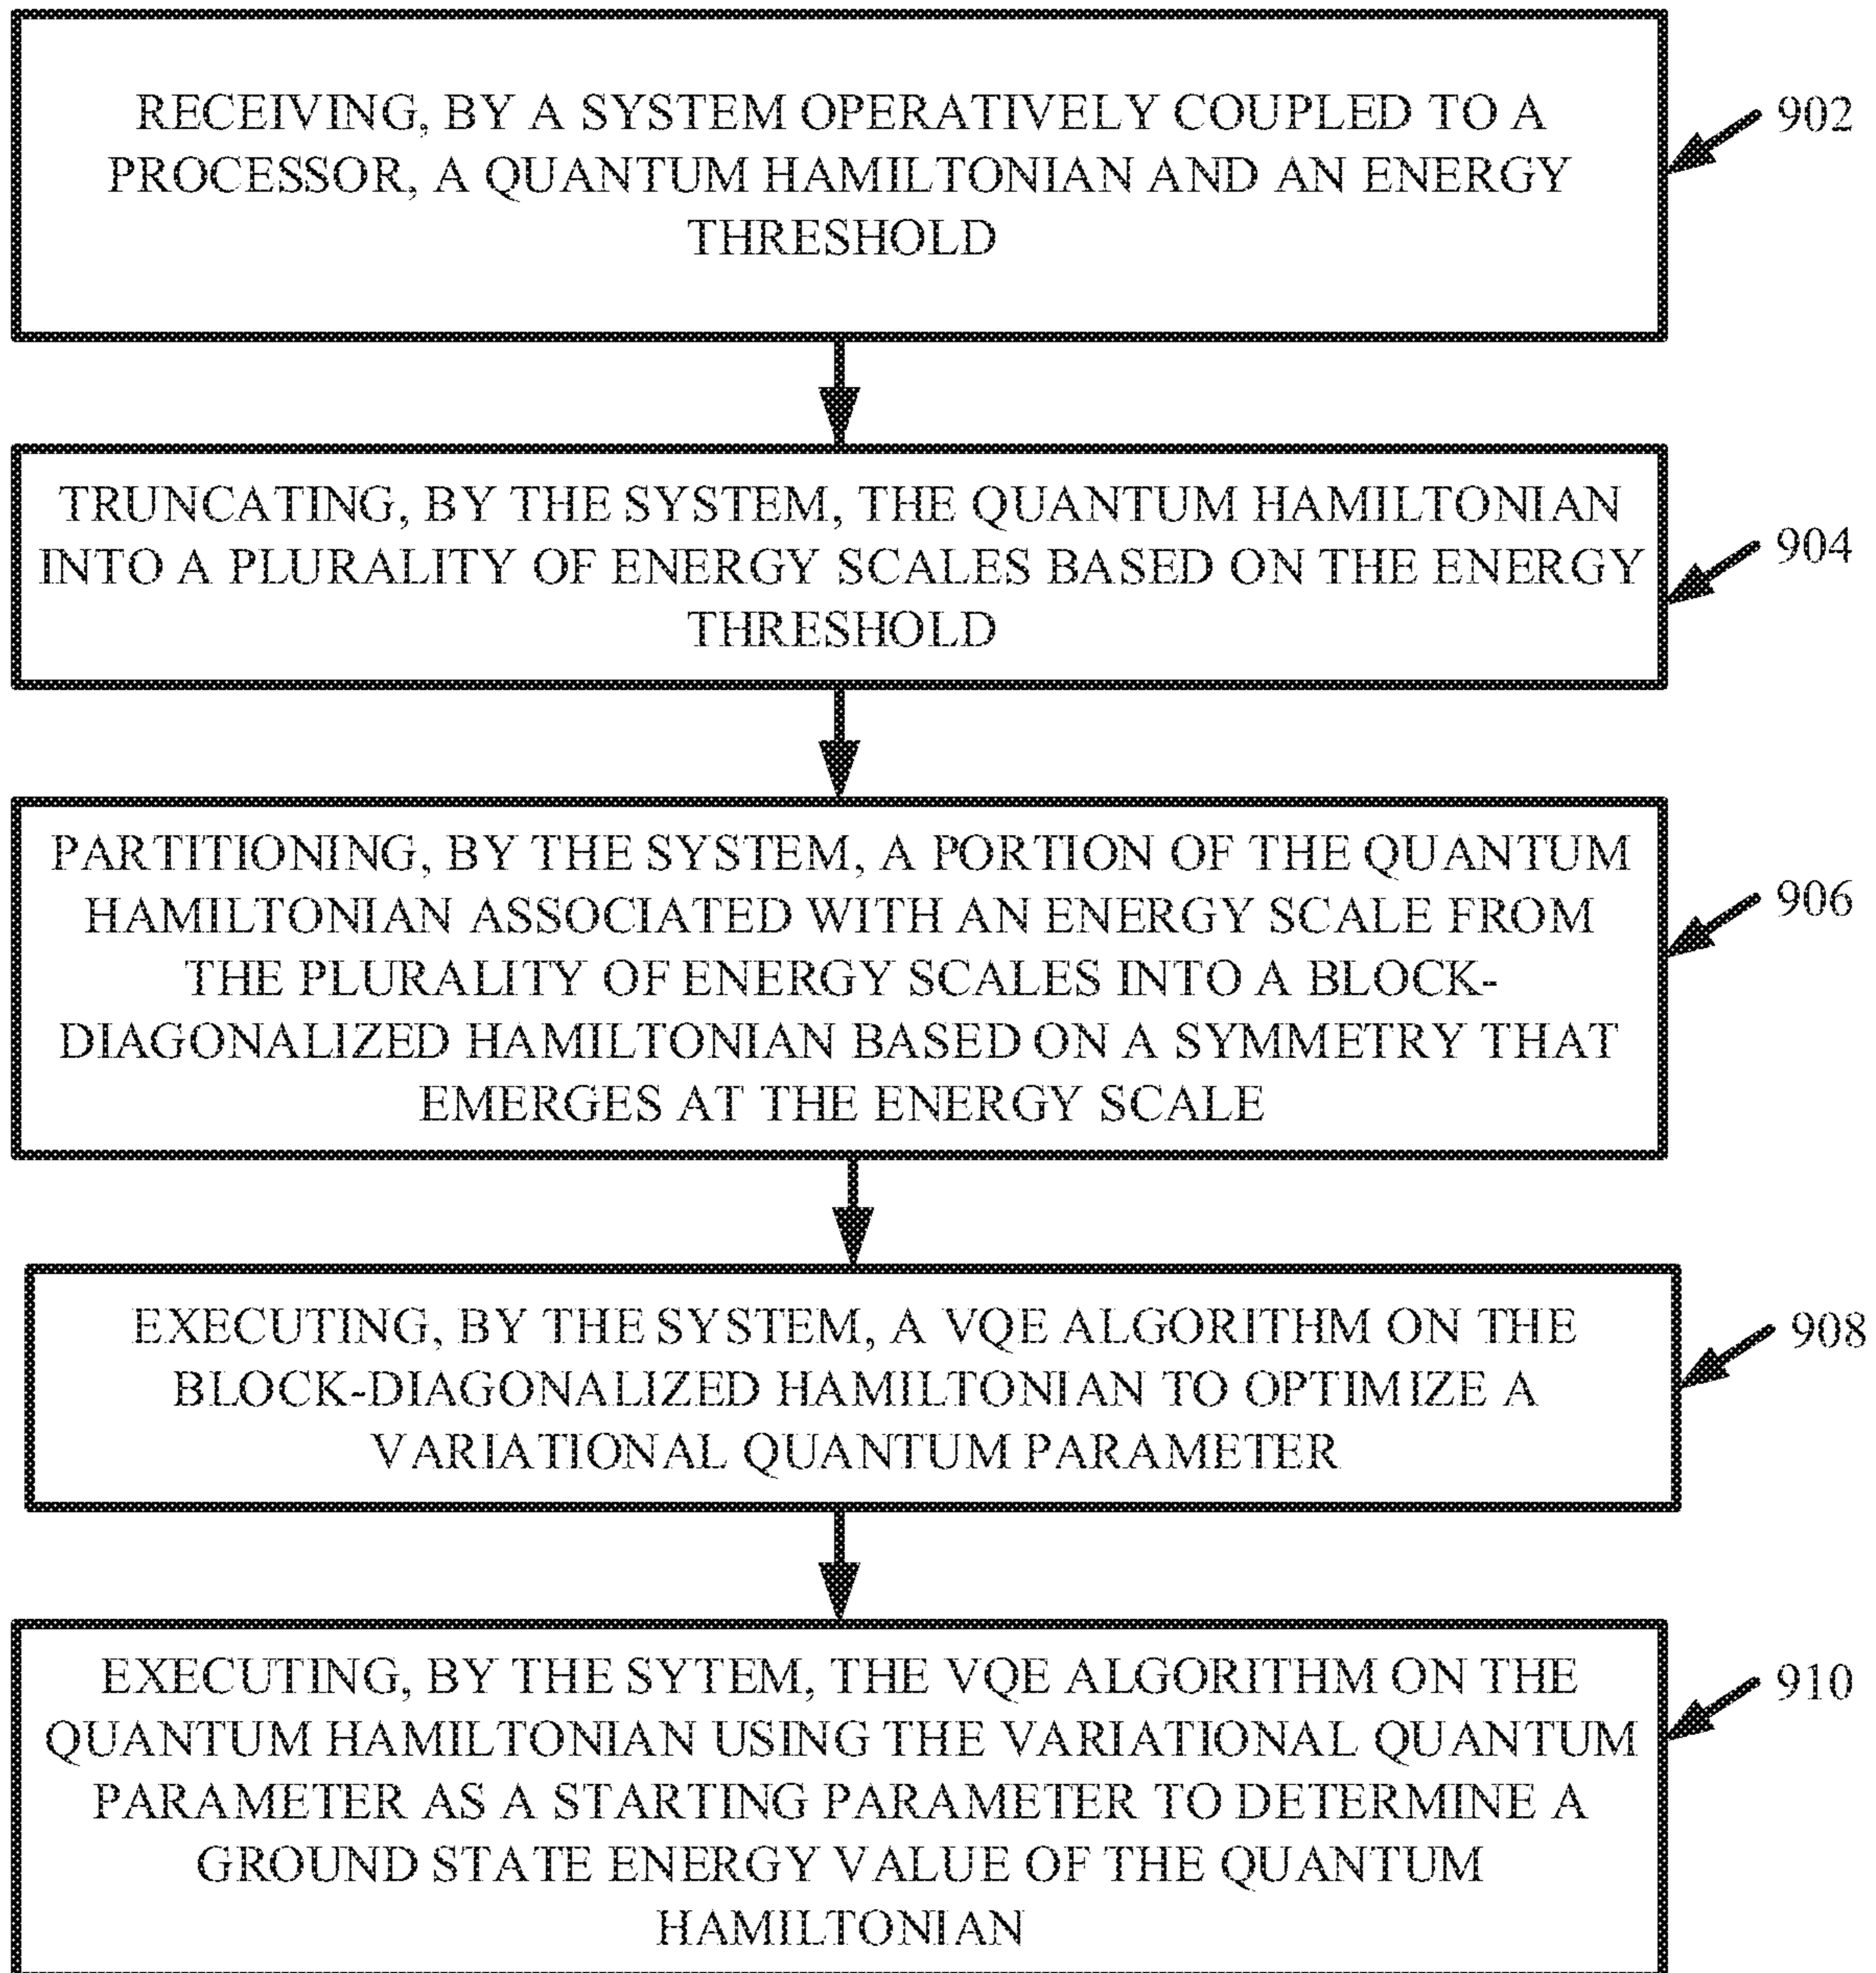 RECEIVING, BY A SYSTEM OPERATIVELY COUPLED TO A
PROCESSOR, A QUANTUM HAMILTONIAN AND AN ENERGY
THRESHOLD
902
TRUNCATING, BY THE SYSTEM, THE QUANTUM HAMILTONIAN
INTO A PLURALITY OF ENERGY SCALES BASED ON THE ENERGY
THRESHOLD
904
PARTITIONING, BY THE SYSTEM, A PORTION OF THE QUANTUM
HAMILTONIAN ASSOCIATED WITH AN ENERGY SCALE FROM
THE PLURALITY OF ENERGY SCALES INTO A BLOCK-
DIAGONALIZED HAMILTONIAN BASED ON A SYMMETRY THAT
EMERGES AT THE ENERGY SCALE
906
EXECUTING, BY THE SYSTEM, A VQE ALGORITHM ON THE
BLOCK-DIAGONALIZED HAMILTONIAN TO OPTIMIZE A
VARIATIONAL QUANTUM PARAMETER
908
EXECUTING, BY THE SYTEM, THE VQE ALGORITHM ON THE
QUANTUM HAMILTONIAN USING THE VARIATIONAL QUANTUM
PARAMETER AS A STARTING PARAMETER TO DETERMINE A
GROUND STATE ENERGY VALUE OF THE QUANTUM
HAMILTONIAN
910